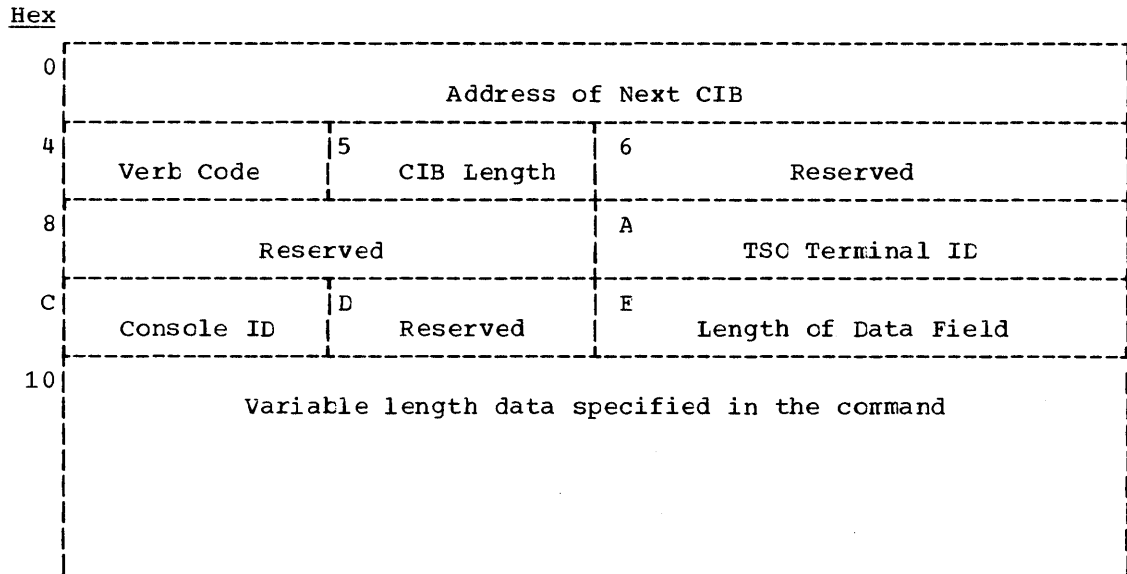 Hex
0
Address of Next CIB
4 Verb Code 5 CIB Length 6 Reserved
8 Reserved A TSO Terminal ID
C Console ID D Reserved E Length of Data Field
10
Variable length data specified in the command